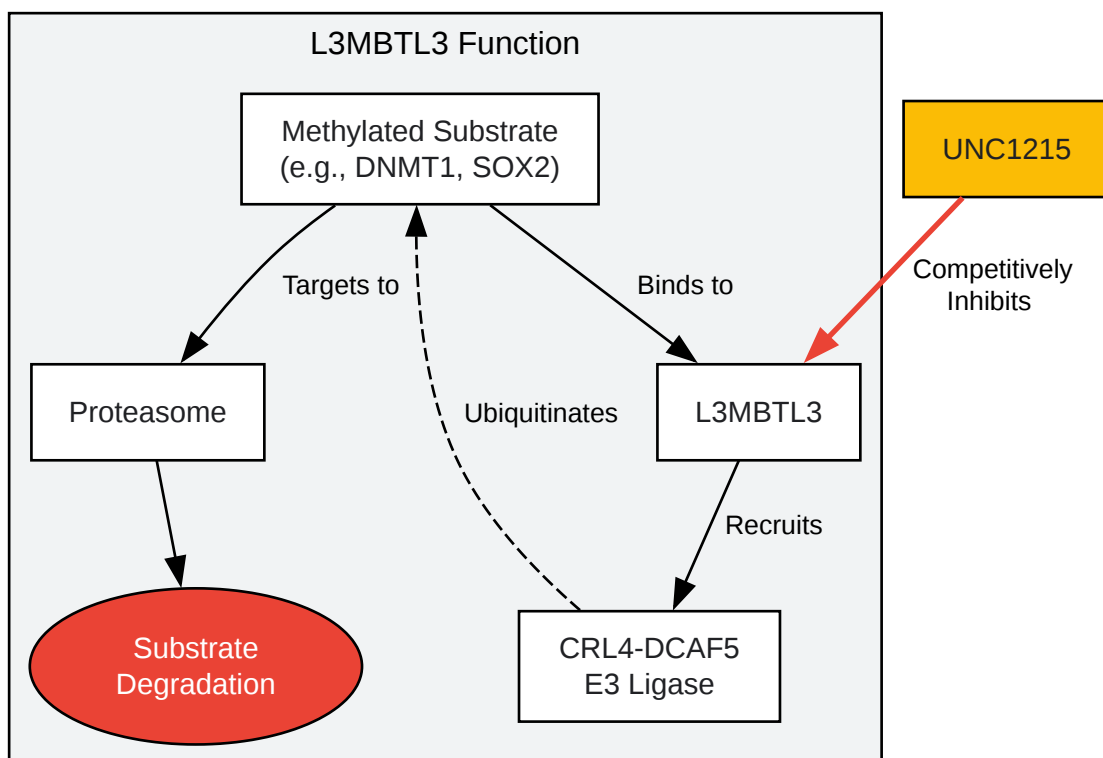 L3MBTL3 Function
Methylated Substrate
(e.g., DNMT1, SOX2)
UNC1215
Targets to
Binds to
Competitively
Inhibits
Proteasome
Ubiquitinates
L3MBTL3
Recruits
Substrate
Degradation
CRL4-DCAF5
E3 Ligase